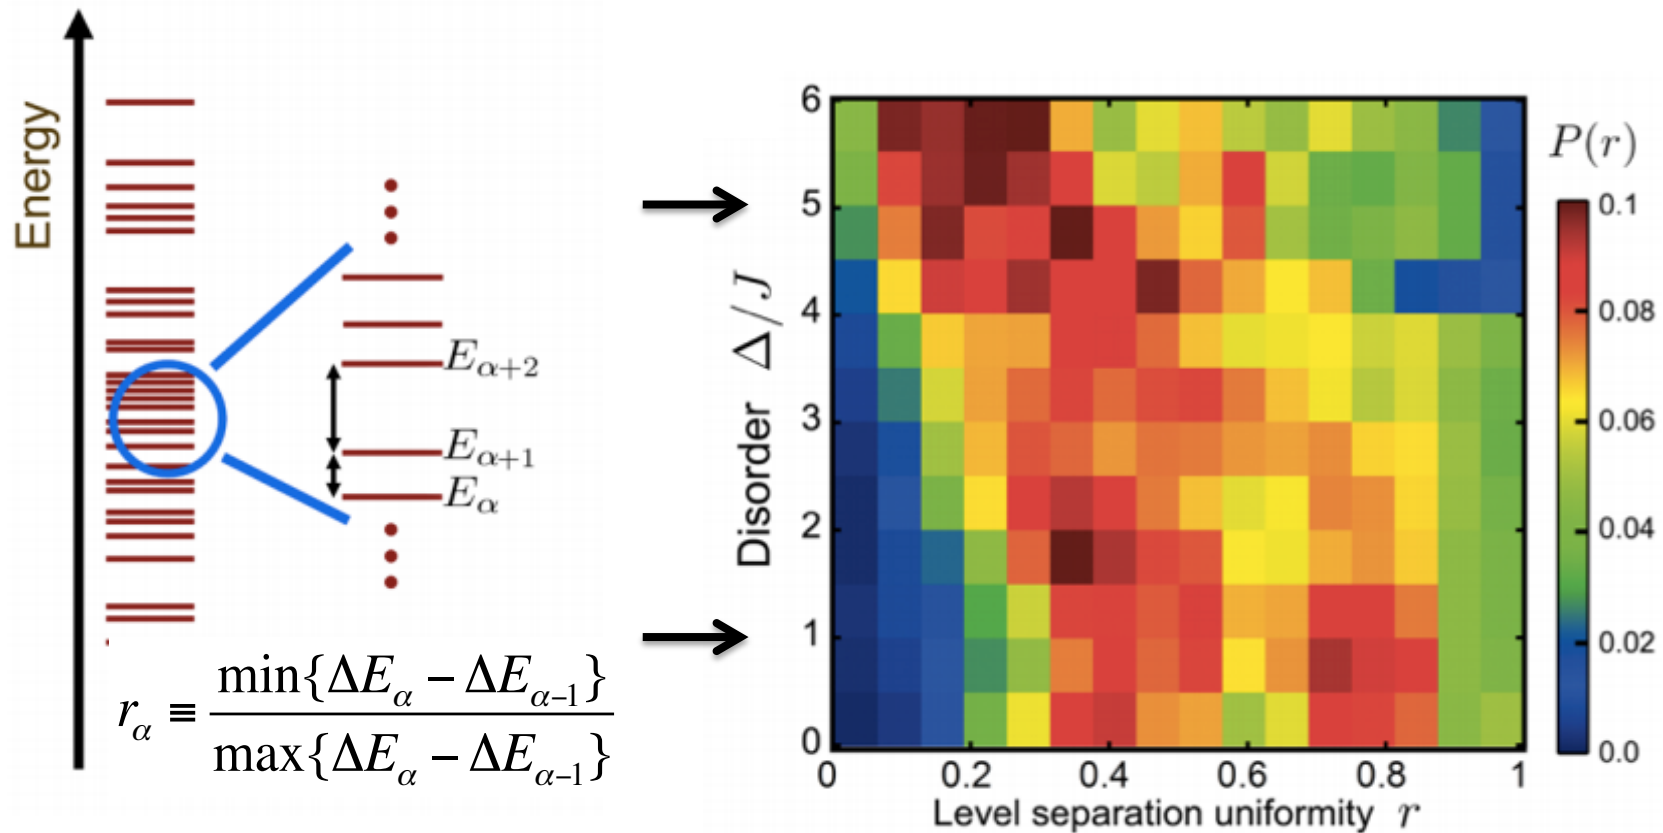 Energy
E_{α+2}
E_{α+1}
E_α
r_α ≡ min{ΔE_α − ΔE_{α−1}} / max{ΔE_α − ΔE_{α−1}}
Disorder Δ/J
6
5
4
3
2
1
0
0 0.2 0.4 0.6 0.8 1
Level separation uniformity r
P(r)
0.1
0.08
0.06
0.04
0.02
0.0